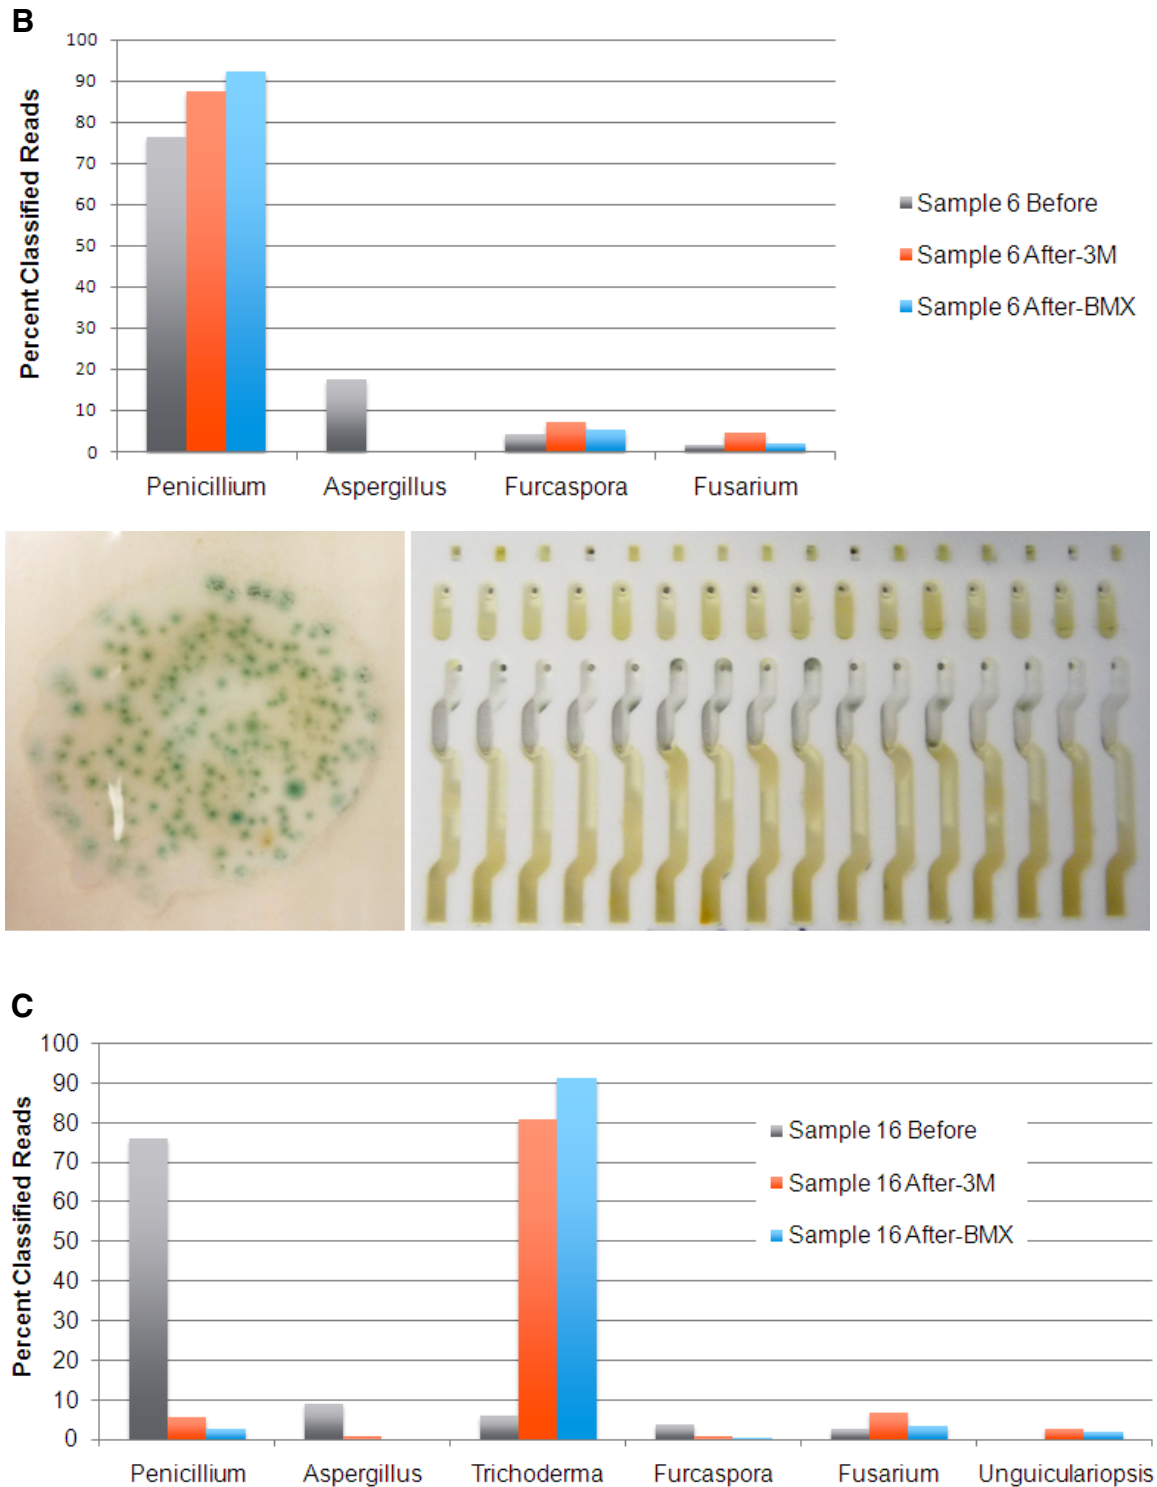 B
100
90
80
70
60
50
40
30
20
10
0
Percent Classified Reads
Sample 6 Before
Sample 6 After-3M
Sample 6 After-BMX
Penicillium Aspergillus Furcaspora Fusarium
C
100
90
80
70
60
50
40
30
20
10
0
Percent Classified Reads
Sample 16 Before
Sample 16 After-3M
Sample 16 After-BMX
Penicillium Aspergillus Trichoderma Furcaspora Fusarium Unguiculariopsis